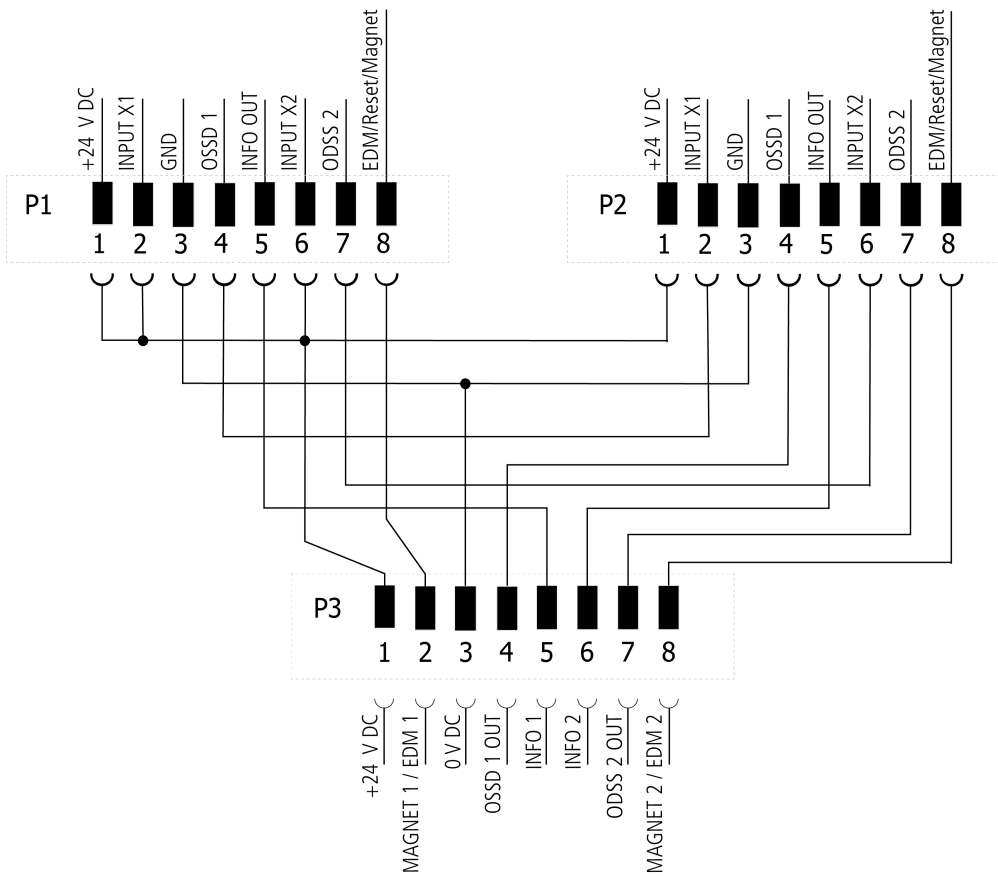 +24 V DC
INPUT X1
GND
OSSD 1
INFO OUT
INPUT X2
ODSS 2
EDM/Reset/Magnet
P1
1 2 3 4 5 6 7 8
+24 V DC
INPUT X1
GND
OSSD 1
INFO OUT
INPUT X2
ODSS 2
EDM/Reset/Magnet
P2
1 2 3 4 5 6 7 8
P3
1 2 3 4 5 6 7 8
+24 V DC
MAGNET 1 / EDM 1
0 V DC
OSSD 1 OUT
INFO 1
INFO 2
ODSS 2 OUT
MAGNET 2 / EDM 2